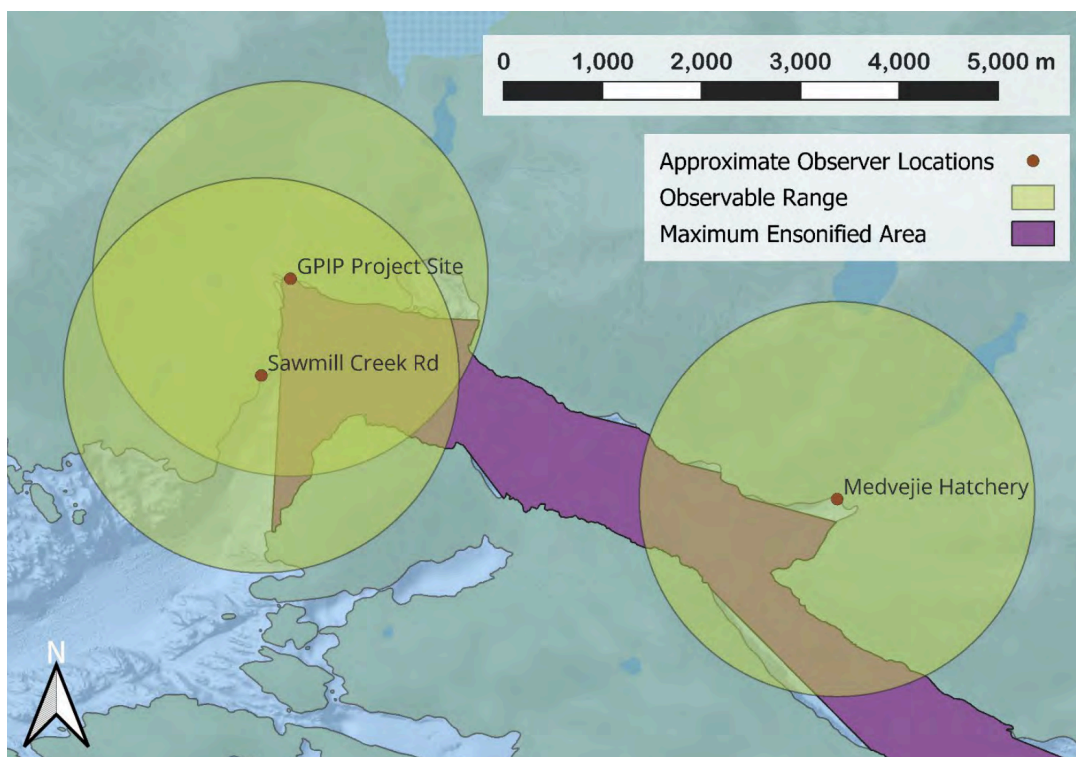 0 1,000 2,000 3,000 4,000 5,000 m
Approximate Observer Locations
Observable Range
Maximum Ensonified Area
GPIP Project Site
Sawmill Creek Rd
Medvejie Hatchery
N